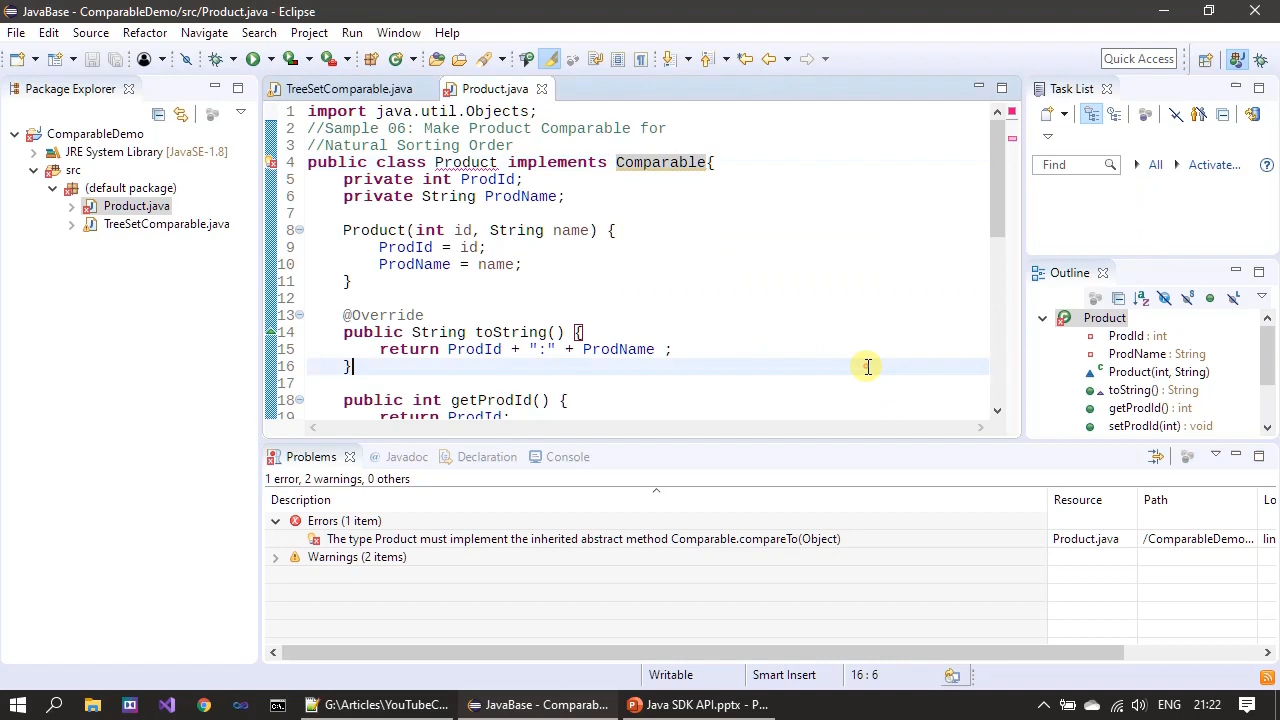 JavaBase - ComparableDemo/src/Product.java - Eclipse
File Edit Source Refactor Navigate Search Project Run Window Help
Quick Access
Package Explorer
ComparableDemo
JRE System Library [JavaSE-1.8]
src
(default package)
Product.java
TreeSetComparable.java
TreeSetComparable.java Product.java
1 import java.util.Objects;
2 //Sample 06: Make Product Comparable for
3 //Natural Sorting Order
4 public class Product implements Comparable{
5 private int ProdId;
6 private String ProdName;
7
8 Product(int id, String name) {
9 ProdId = id;
10 ProdName = name;
11 }
12
13 @Override
14 public String toString() {
15 return ProdId + ":" + ProdName ;
16 }
17
18 public int getProdId() {
19 return ProdId;
Task List
Find All Activate...
Outline
Product
ProdId : int
ProdName : String
Product(int, String)
toString() : String
getProdId() : int
setProdId(int) : void
Problems Javadoc Declaration Console
1 error, 2 warnings, 0 others
Description Resource Path Lo
Errors (1 item)
The type Product must implement the inherited abstract method Comparable.compareTo(Object) Product.java /ComparableDemo... lin
Warnings (2 items)
Writable Smart Insert 16 : 6
G:\Articles\YouTubeC... JavaBase - Comparab... Java SDK API.pptx - P... ENG 21:22